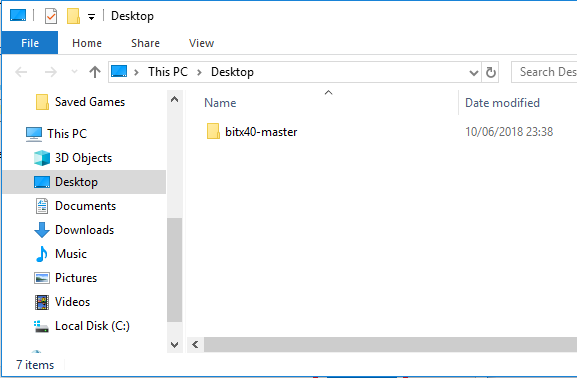 Desktop
File Home Share View
This PC Desktop Search Des
Saved Games
This PC
3D Objects
Desktop
Documents
Downloads
Music
Pictures
Videos
Local Disk (C:)
Name Date modified
bitx40-master 10/06/2018 23:38
7 items